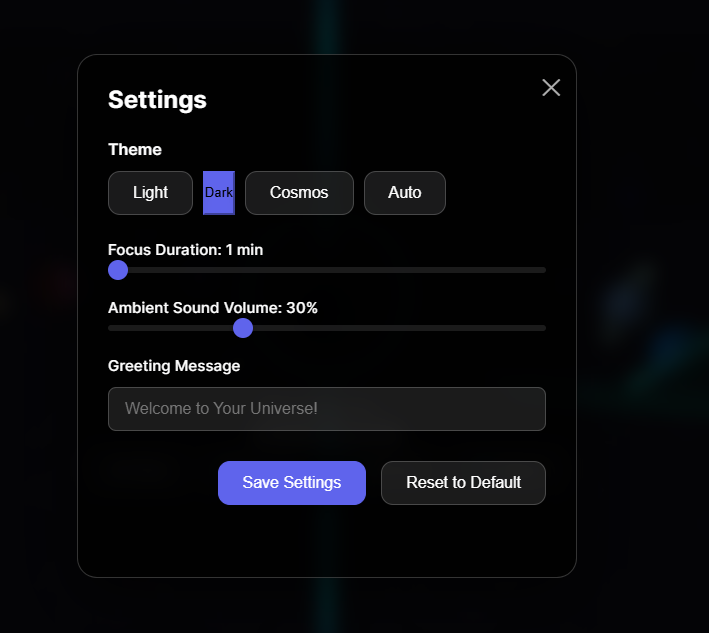 Settings
Theme
Light Dark Cosmos Auto
Focus Duration: 1 min
Ambient Sound Volume: 30%
Greeting Message
Welcome to Your Universe!
Save Settings Reset to Default